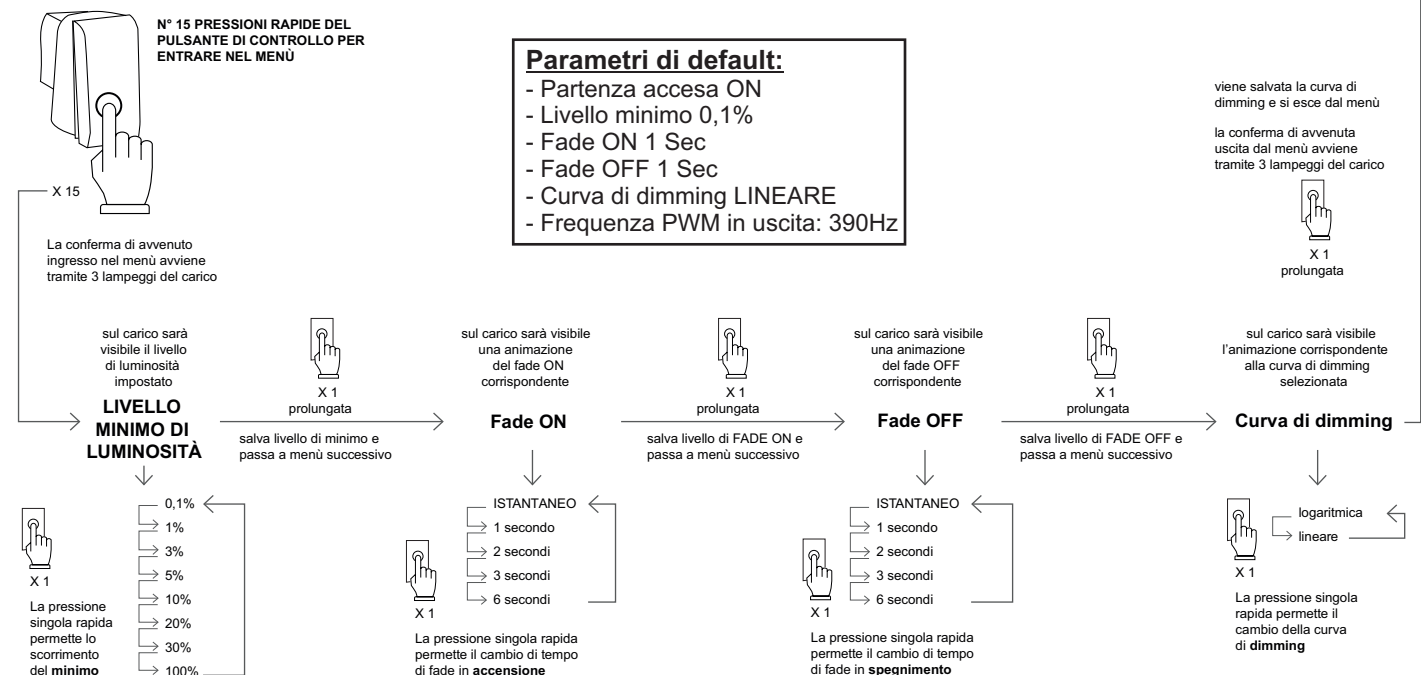 N° 15 PRESSIONI RAPIDE DEL
PULSANTE DI CONTROLLO PER
ENTRARE NEL MENÙ
X 15
La conferma di avvenuto
ingresso nel menù avviene
tramite 3 lampeggi del carico
Parametri di default:
- Partenza accesa ON
- Livello minimo 0,1%
- Fade ON 1 Sec
- Fade OFF 1 Sec
- Curva di dimming LINEARE
- Frequenza PWM in uscita: 390Hz
viene salvata la curva di
dimming e si esce dal menù
la conferma di avvenuta
uscita dal menù avviene
tramite 3 lampeggi del carico
X 1
prolungata
sul carico sarà
visibile il livello
di luminosità
impostato
LIVELLO
MINIMO DI
LUMINOSITÀ
X 1
prolungata
salva livello di minimo e
passa a menù successivo
sul carico sarà visibile
una animazione
del fade ON
corrispondente
Fade ON
X 1
prolungata
salva livello di FADE ON e
passa a menù successivo
sul carico sarà visibile
una animazione
del fade OFF
corrispondente
Fade OFF
X 1
prolungata
salva livello di FADE OFF e
passa a menù successivo
sul carico sarà visibile
l'animazione corrispondente
alla curva di dimming
selezionata
Curva di dimming
X 1
La pressione
singola rapida
permette lo
scorrimento
del minimo
0,1%
1%
3%
5%
10%
20%
30%
100%
ISTANTANEO
1 secondo
2 secondi
3 secondi
6 secondi
X 1
La pressione singola rapida
permette il cambio di tempo
di fade in accensione
ISTANTANEO
1 secondo
2 secondi
3 secondi
6 secondi
X 1
La pressione singola rapida
permette il cambio di tempo
di fade in spegnimento
logaritmica
lineare
X 1
La pressione singola
rapida permette il
cambio della curva
di dimming